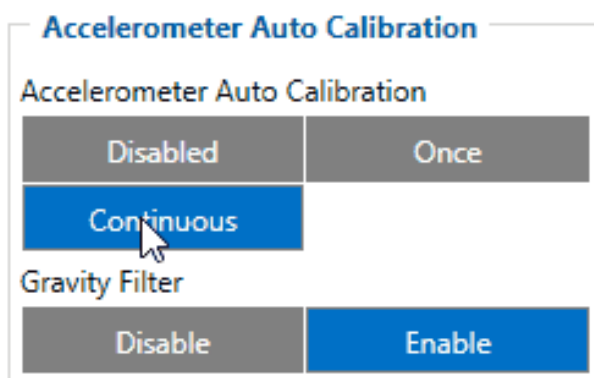 Accelerometer Auto Calibration
Accelerometer Auto Calibration
Disabled Once
Continuous
Gravity Filter
Disable Enable